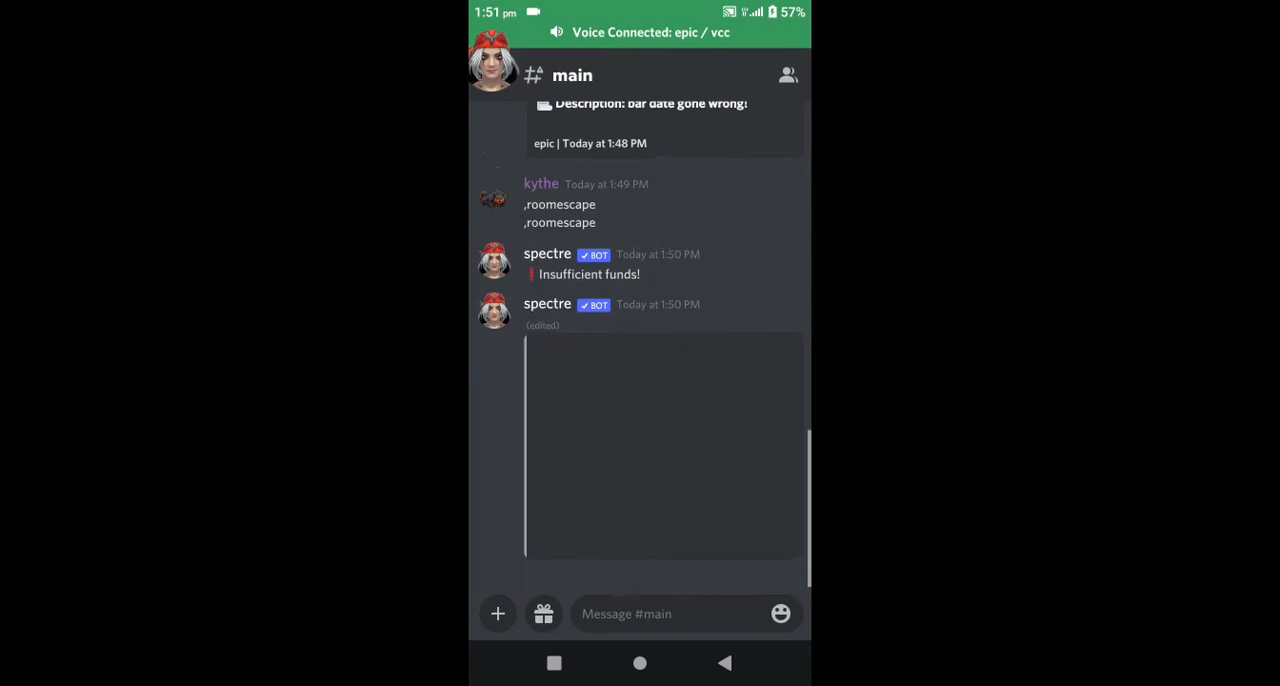 1:51 pm 57%
Voice Connected: epic / vcc
main
Description: bar date gone wrong!
epic | Today at 1:48 PM
kythe Today at 1:49 PM
,roomescape
,roomescape
spectre ✓ BOT Today at 1:50 PM
❗Insufficient funds!
spectre ✓ BOT Today at 1:50 PM
(edited)
Message #main